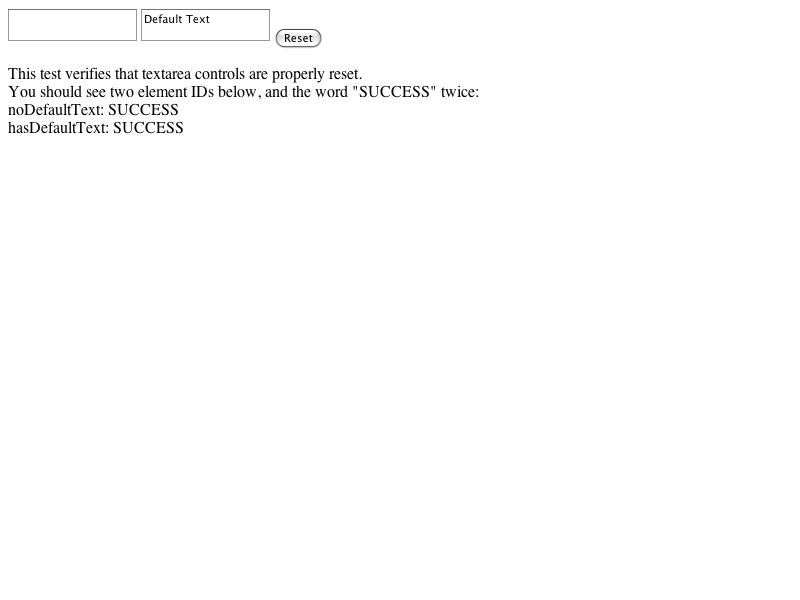 Default Text
Reset
This test verifies that textarea controls are properly reset.
You should see two element IDs below, and the word "SUCCESS" twice:
noDefaultText: SUCCESS
hasDefaultText: SUCCESS